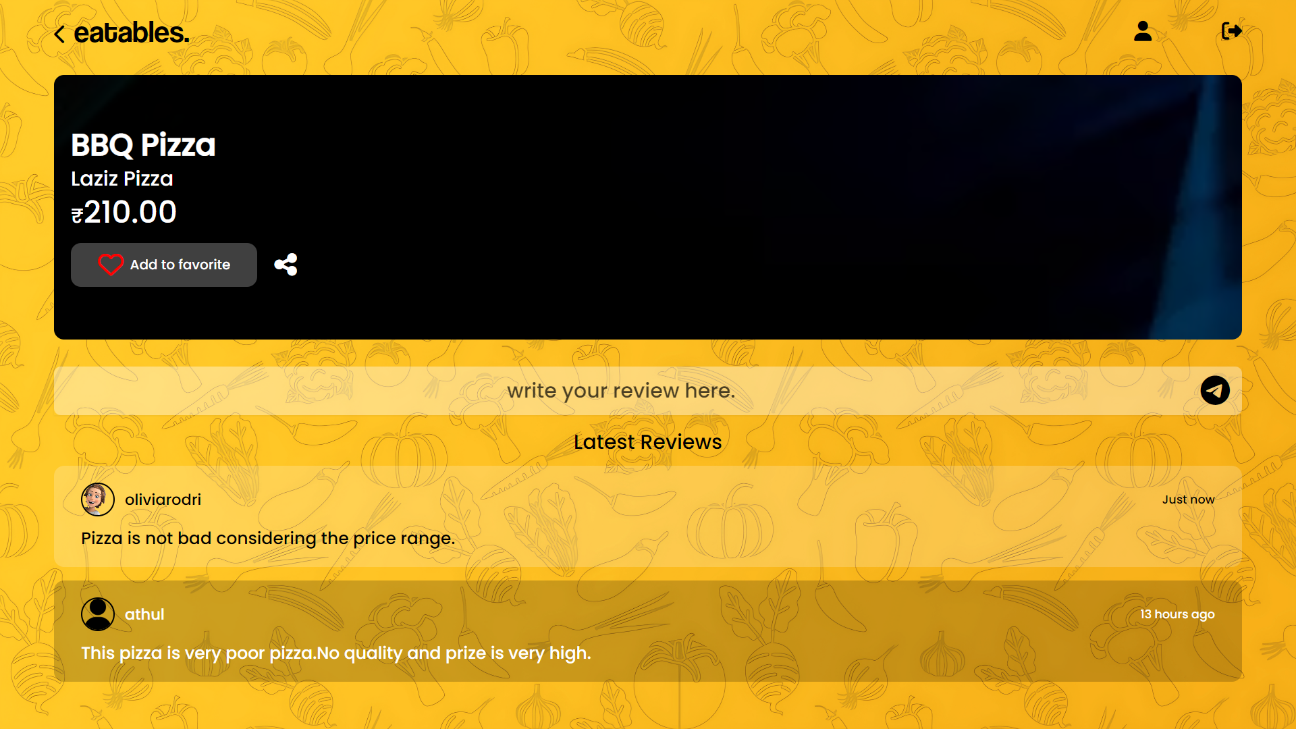 eatables.
BBQ Pizza
Laziz Pizza
₹210.00
Add to favorite
write your review here.
Latest Reviews
oliviarodri
Just now
Pizza is not bad considering the price range.
athul
13 hours ago
This pizza is very poor pizza.No quality and prize is very high.